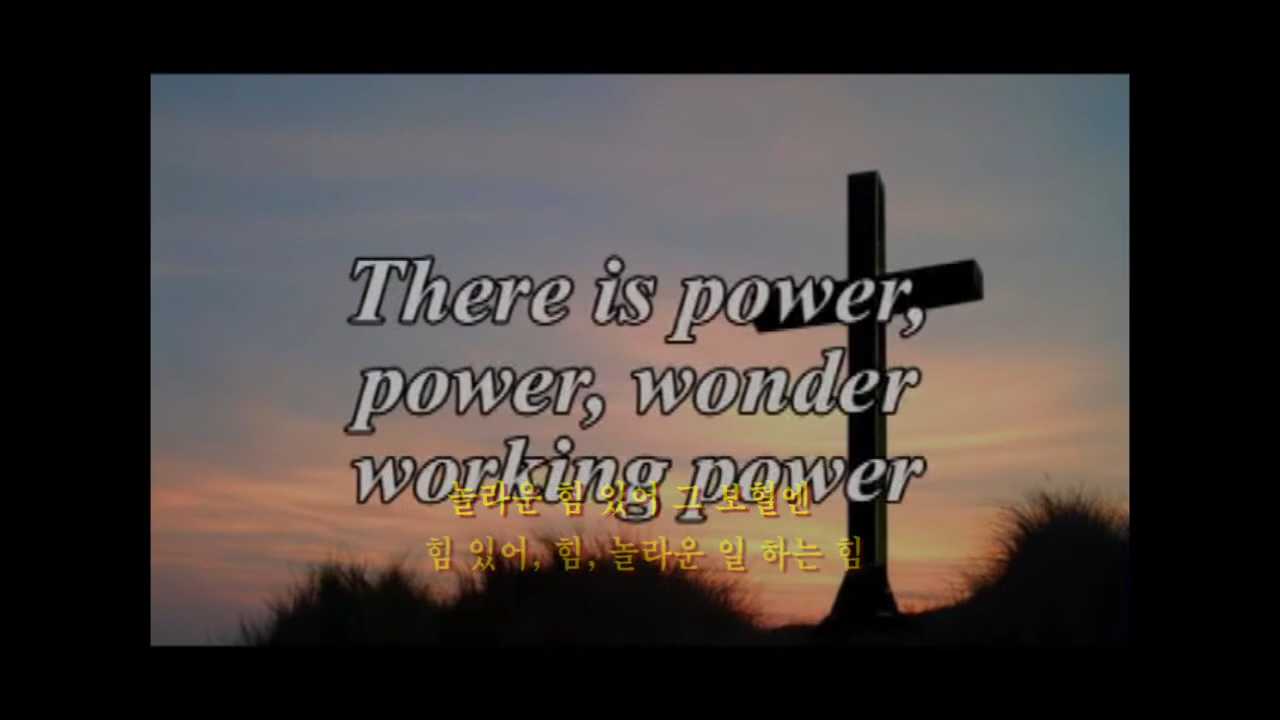 There is power,
power, wonder
working power
놀라운 힘 있어 그 보혈엔
힘 있어, 힘, 놀라운 일 하는 힘